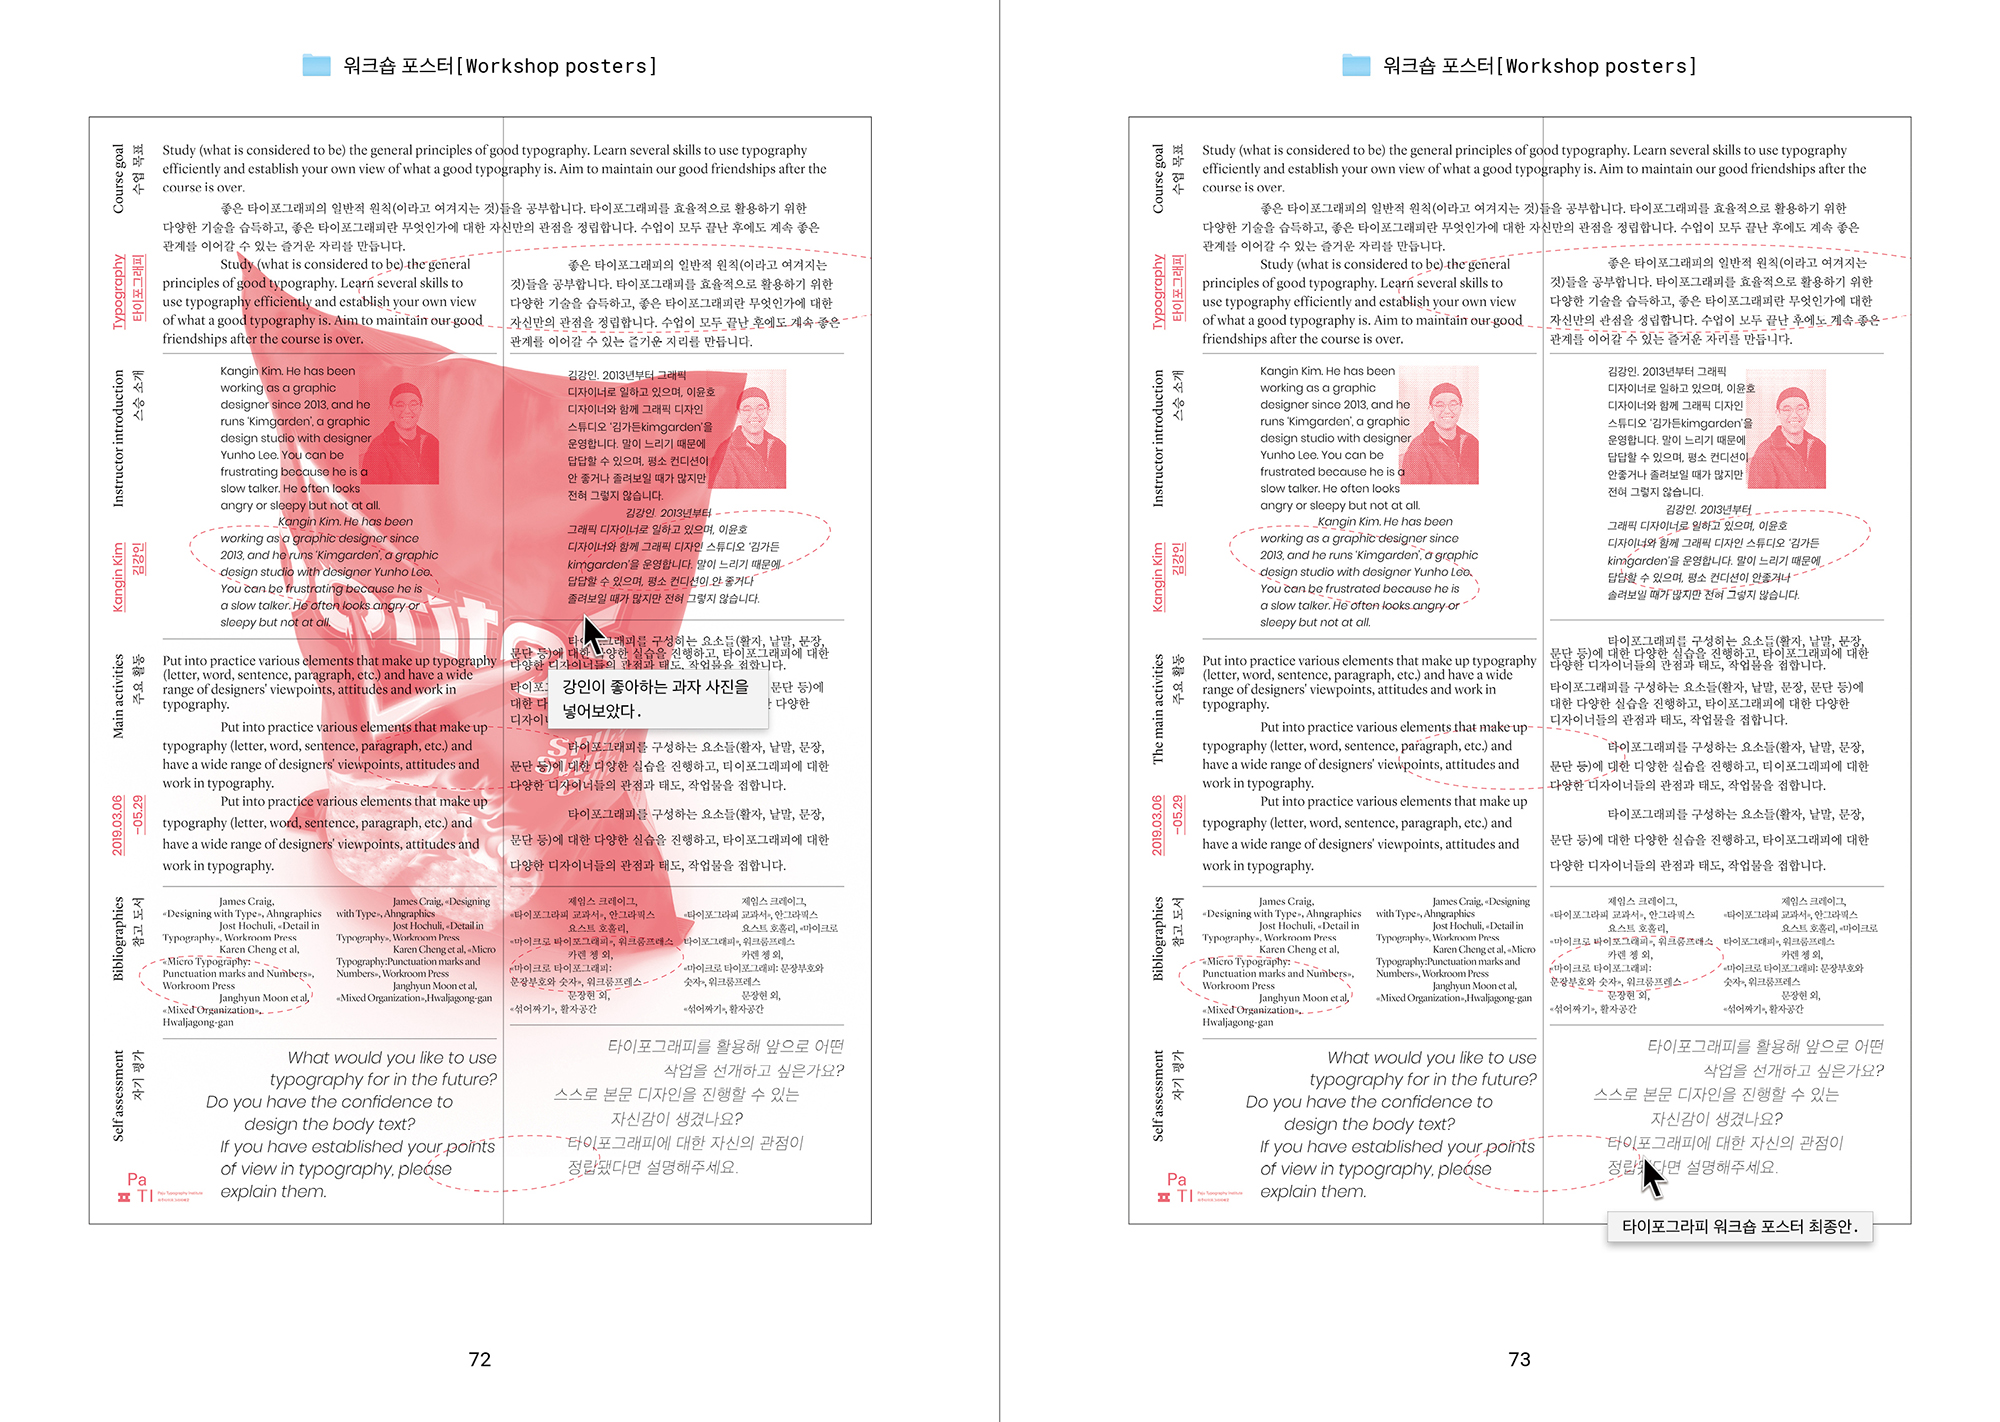 워크숍 포스터[Workshop posters]
Course goal
수업 목표
Study (what is considered to be) the general principles of good typography. Learn several skills to use typography
efficiently and establish your own view of what a good typography is. Aim to maintain our good friendships after the
course is over.
좋은 타이포그래피의 일반적 원칙(이라고 여겨지는 것)들을 공부합니다. 타이포그래피를 효율적으로 활용하기 위한
다양한 기술을 습득하고, 좋은 타이포그래피란 무엇인가에 대한 자신만의 관점을 정립합니다. 수업이 모두 끝난 후에도 계속 좋은
관계를 이어갈 수 있는 즐거운 자리를 만듭니다.
Typography
타이포그래피
Study (what is considered to be) the general
principles of good typography. Learn several skills to
use typography efficiently and establish your own view
of what a good typography is. Aim to maintain our good
friendships after the course is over.
좋은 타이포그래피의 일반적 원칙(이라고 여겨지는
것)들을 공부합니다. 타이포그래피를 효율적으로 활용하기 위한
다양한 기술을 습득하고, 좋은 타이포그래피란 무엇인가에 대한
자신만의 관점을 정립합니다. 수업이 모두 끝난 후에도 계속 좋은
관계를 이어갈 수 있는 즐거운 자리를 만듭니다.
Instructor introduction
스승 소개
Kangin Kim. He has been
working as a graphic
designer since 2013, and he
runs ‘Kimgarden’, a graphic
design studio with designer
Yunho Lee. You can be
frustrating because he is a
slow talker. He often looks
angry or sleepy but not at all.
Kangin Kim. He has been
working as a graphic designer since
2013, and he runs ‘Kimgarden’, a graphic
design studio with designer Yunho Lee.
You can be frustrating because he is
a slow talker. He often looks angry or
sleepy but not at all.
김강인. 2013년부터 그래픽
디자이너로 일하고 있으며, 이윤호
디자이너와 함께 그래픽 디자인
스튜디오 ‘김가든kimgarden’을
운영합니다. 말이 느리기 때문에
답답할 수 있으며, 평소 컨디션이
안 좋거나 졸려보일 때가 많지만
전혀 그렇지 않습니다.
김강인. 2013년부터
그래픽 디자이너로 일하고 있으며, 이윤호
디자이너와 함께 그래픽 디자인 스튜디오 ‘김가든
kimgarden’을 운영합니다. 말이 느리기 때문에
답답할 수 있으며, 평소 컨디션이 안 좋거나
졸려보일 때가 많지만 전혀 그렇지 않습니다.
Kangin Kim
김강인
Main activities
주요 활동
Put into practice various elements that make up typography
(letter, word, sentence, paragraph, etc.) and have a wide
range of designers’ viewpoints, attitudes and work in
typography.
Put into practice various elements that make up
typography (letter, word, sentence, paragraph, etc.) and
have a wide range of designers’ viewpoints, attitudes and
work in typography.
Put into practice various elements that make up
typography (letter, word, sentence, paragraph, etc.) and
have a wide range of designers’ viewpoints, attitudes and
work in typography.
타이포그래피를 구성하는 요소들(활자, 낱말, 문장,
문단 등)에 대한 다양한 실습을 진행하고, 타이포그래피에 대한
다양한 디자이너들의 관점과 태도, 작업물을 접합니다.
문단 등)에
대한 다
다양한
강인이 좋아하는 과자 사진을
넣어보았다.
타이포그래피를 구성하는 요소들(활자, 낱말, 문장,
문단 등)에 대한 다양한 실습을 진행하고, 타이포그래피에 대한
다양한 디자이너들의 관점과 태도, 작업물을 접합니다.
타이포그래피를 구성하는 요소들(활자, 낱말, 문장,
문단 등)에 대한 다양한 실습을 진행하고, 타이포그래피에 대한
다양한 디자이너들의 관점과 태도, 작업물을 접합니다.
2019.03.06
–05.29
Bibliographies
참고 도서
James Craig,
«Designing with Type», Ahngraphics
Jost Hochuli, «Detail in
Typography», Workroom Press
Karen Cheng et al,
«Micro Typography:
Punctuation marks and Numbers»,
Workroom Press
Janghyun Moon et al,
«Mixed Organization»,
Hwaljagong-gan
James Craig, «Designing
with Type», Ahngraphics
Jost Hochuli, «Detail in
Typography», Workroom Press
Karen Cheng et al, «Micro
Typography:Punctuation marks and
Numbers», Workroom Press
Janghyun Moon et al,
«Mixed Organization»,Hwaljagong-gan
제임스 크레이그,
«타이포그라피 교과서», 안그라픽스
요스트 호훌리,
«마이크로 타이포그래피», 워크룸프레스
카렌 쳉 외,
«마이크로 타이포그래피:
문장부호와 숫자», 워크룸프레스
문장현 외,
«섞어짜기», 활자공간
제임스 크레이그,
«타이포그라피 교과서», 안그라픽스
요스트 호훌리, «마이크로
타이포그래피», 워크룸프레스
카렌 쳉 외,
«마이크로 타이포그래피: 문장부호와
숫자», 워크룸프레스
문장현 외,
«섞어짜기», 활자공간
Self assessment
자기 평가
What would you like to use
typography for in the future?
Do you have the confidence to
design the body text?
If you have established your points
of view in typography, please
explain them.
타이포그래피를 활용해 앞으로 어떤
작업을 선개하고 싶은가요?
스스로 본문 디자인을 진행할 수 있는
자신감이 생겼나요?
타이포그래피에 대한 자신의 관점이
정립됐다면 설명해주세요.
Pa
TI
72
워크숍 포스터[Workshop posters]
Course goal
수업 목표
Study (what is considered to be) the general principles of good typography. Learn several skills to use typography
efficiently and establish your own view of what a good typography is. Aim to maintain our good friendships after the
course is over.
좋은 타이포그래피의 일반적 원칙(이라고 여겨지는 것)들을 공부합니다. 타이포그래피를 효율적으로 활용하기 위한
다양한 기술을 습득하고, 좋은 타이포그래피란 무엇인가에 대한 자신만의 관점을 정립합니다. 수업이 모두 끝난 후에도 계속 좋은
관계를 이어갈 수 있는 즐거운 자리를 만듭니다.
Typography
타이포그래피
Study (what is considered to be) the general
principles of good typography. Learn several skills to
use typography efficiently and establish your own view
of what a good typography is. Aim to maintain our good
friendships after the course is over.
좋은 타이포그래피의 일반적 원칙(이라고 여겨지는
것)들을 공부합니다. 타이포그래피를 효율적으로 활용하기 위한
다양한 기술을 습득하고, 좋은 타이포그래피란 무엇인가에 대한
자신만의 관점을 정립합니다. 수업이 모두 끝난 후에도 계속 좋은
관계를 이어갈 수 있는 즐거운 자리를 만듭니다.
Instructor introduction
스승 소개
Kangin Kim. He has been
working as a graphic
designer since 2013, and he
runs ‘Kimgarden’, a graphic
design studio with designer
Yunho Lee. You can be
frustrated because he is a
slow talker. He often looks
angry or sleepy but not at all.
Kangin Kim. He has been
working as a graphic designer since
2013, and he runs ‘Kimgarden’, a graphic
design studio with designer Yunho Lee.
You can be frustrated because he is
a slow talker. He often looks angry or
sleepy but not at all.
김강인. 2013년부터 그래픽
디자이너로 일하고 있으며, 이윤호
디자이너와 함께 그래픽 디자인
스튜디오 ‘김가든kimgarden’을
운영합니다. 말이 느리기 때문에
답답할 수 있으며, 평소 컨디션이
안좋거나 졸려보일 때가 많지만
전혀 그렇지 않습니다.
김강인. 2013년부터
그래픽 디자이너로 일하고 있으며, 이윤호
디자이너와 함께 그래픽 디자인 스튜디오 ‘김가든
kimgarden’을 운영합니다. 말이 느리기 때문에
답답할 수 있으며, 평소 컨디션이 안좋거나
졸려보일 때가 많지만 전혀 그렇지 않습니다.
Kangin Kim
김강인
The main activities
주요 활동
Put into practice various elements that make up typography
(letter, word, sentence, paragraph, etc.) and have a wide
range of designers’ viewpoints, attitudes and work in
typography.
Put into practice various elements that make up
typography (letter, word, sentence, paragraph, etc.) and
have a wide range of designers’ viewpoints, attitudes and
work in typography.
Put into practice various elements that make up
typography (letter, word, sentence, paragraph, etc.) and
have a wide range of designers’ viewpoints, attitudes and
work in typography.
타이포그래피를 구성하는 요소들(활자, 낱말, 문장,
문단 등)에 대한 다양한 실습을 진행하고, 타이포그래피에 대한
다양한 디자이너들의 관점과 태도, 작업물을 접합니다.
타이포그래피를 구성하는 요소들(활자, 낱말, 문장, 문단 등)에
대한 다양한 실습을 진행하고, 타이포그래피에 대한 다양한
디자이너들의 관점과 태도, 작업물을 접합니다.
타이포그래피를 구성하는 요소들(활자, 낱말, 문장,
문단 등)에 대한 다양한 실습을 진행하고, 타이포그래피에 대한
다양한 디자이너들의 관점과 태도, 작업물을 접합니다.
타이포그래피를 구성하는 요소들(활자, 낱말, 문장,
문단 등)에 대한 다양한 실습을 진행하고, 타이포그래피에 대한
다양한 디자이너들의 관점과 태도, 작업물을 접합니다.
2019.03.06
–05.29
Bibliographies
참고 도서
James Craig,
«Designing with Type», Ahngraphics
Jost Hochuli, «Detail in
Typography», Workroom Press
Karen Cheng et al,
«Micro Typography:
Punctuation marks and Numbers»,
Workroom Press
Janghyun Moon et al,
«Mixed Organization»,
Hwaljagong-gan
James Craig, «Designing
with Type», Ahngraphics
Jost Hochuli, «Detail in
Typography», Workroom Press
Karen Cheng et al, «Micro
Typography:Punctuation marks and
Numbers», Workroom Press
Janghyun Moon et al,
«Mixed Organization»,Hwaljagong-gan
제임스 크레이그,
«타이포그라피 교과서», 안그라픽스
요스트 호훌리,
«마이크로 타이포그래피», 워크룸프레스
카렌 쳉 외,
«마이크로 타이포그래피:
문장부호와 숫자», 워크룸프레스
문장현 외,
«섞어짜기», 활자공간
제임스 크레이그,
«타이포그라피 교과서», 안그라픽스
요스트 호훌리, «마이크로
타이포그래피», 워크룸프레스
카렌 쳉 외,
«마이크로 타이포그래피: 문장부호와
숫자», 워크룸프레스
문장현 외,
«섞어짜기», 활자공간
Self assessment
자기 평가
What would you like to use
typography for in the future?
Do you have the confidence to
design the body text?
If you have established your points
of view in typography, please
explain them.
타이포그래피를 활용해 앞으로 어떤
작업을 선개하고 싶은가요?
스스로 본문 디자인을 진행할 수 있는
자신감이 생겼나요?
타이포그래피에 대한 자신의 관점이
정립됐다면 설명해주세요.
타이포그라피 워크숍 포스터 최종안.
Pa
TI
73